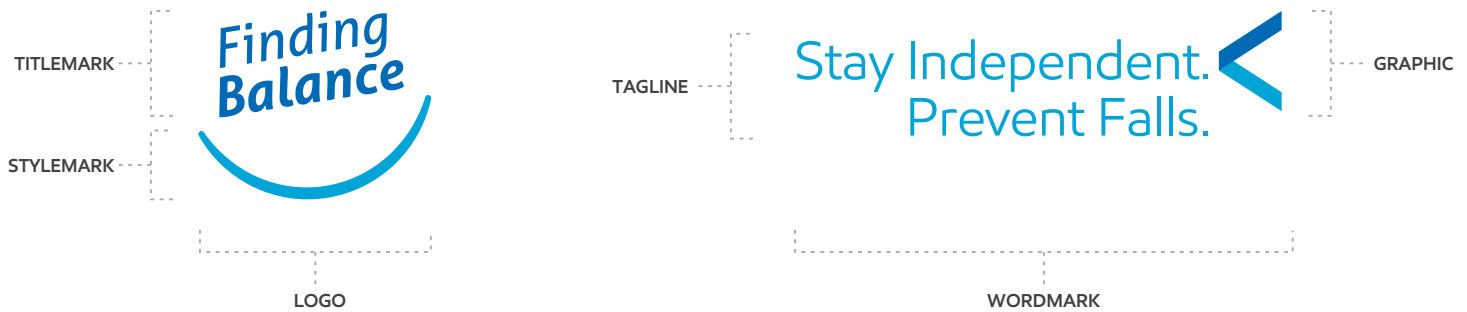 TITLEMARK
Finding
Balance
STYLEMARK
LOGO
TAGLINE
Stay Independent.
Prevent Falls.
GRAPHIC
WORDMARK